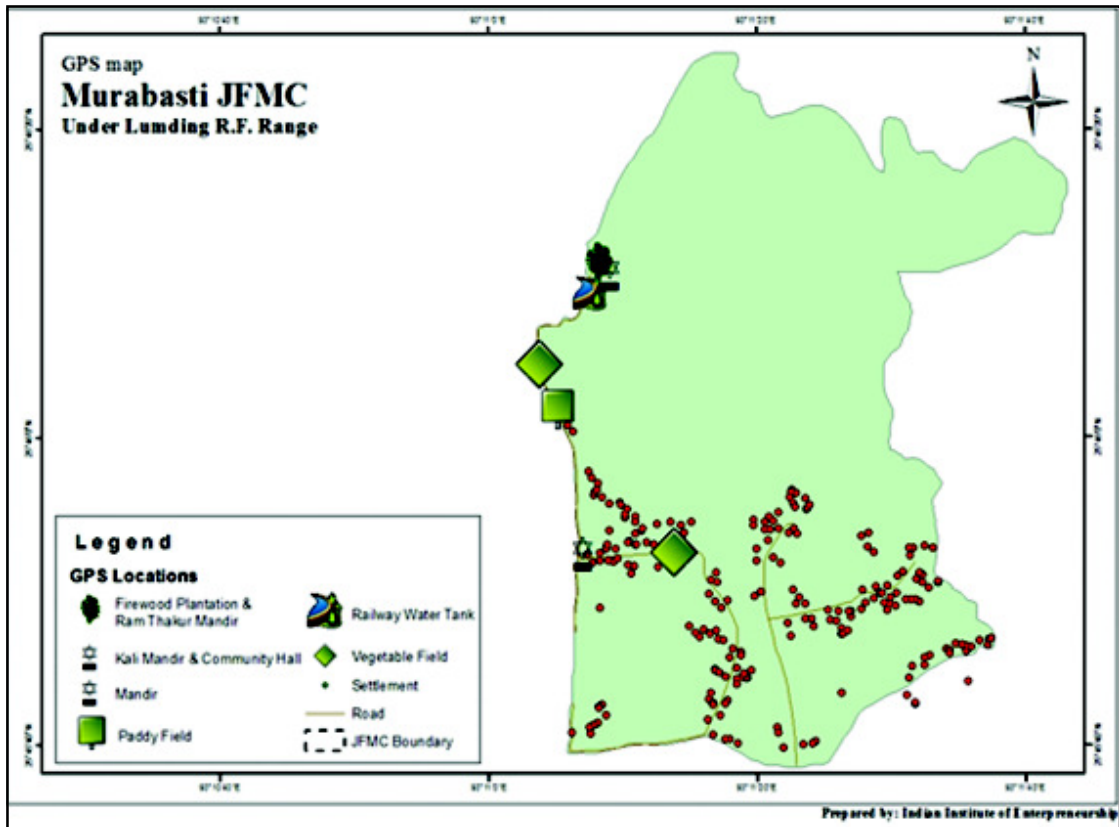 GPS map
Murabasti JFMC
Under Lumding R.F. Range
N
Legend
GPS Locations
Firewood Plantation &
Ram Thakur Mandir
Kali Mandir & Community Hall
Mandir
Paddy Field
Railway Water Tank
Vegetable Field
Settlement
Road
JFMC Boundary
Prepared by: Indian Institute of Enterpreneurship